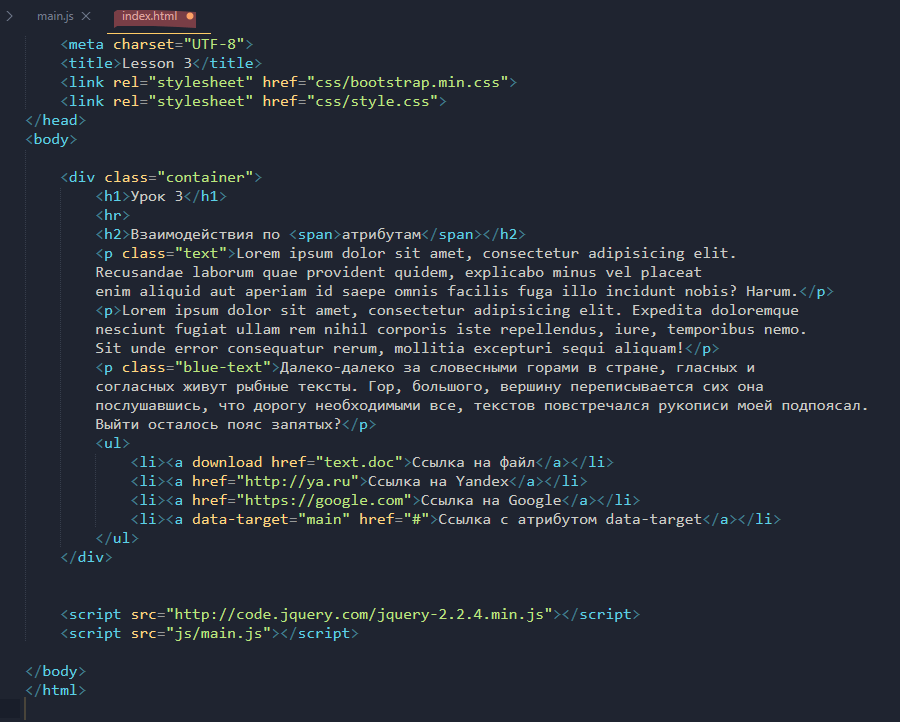 main.js index.html
<meta charset="UTF-8">
<title>Lesson 3</title>
<link rel="stylesheet" href="css/bootstrap.min.css">
<link rel="stylesheet" href="css/style.css">
</head>
<body>
<div class="container">
<h1>Урок 3</h1>
<hr>
<h2>Взаимодействия по <span>атрибутам</span></h2>
<p class="text">Lorem ipsum dolor sit amet, consectetur adipisicing elit.
Recusandae laborum quae provident quidem, explicabo minus vel placeat
enim aliquid aut aperiam id saepe omnis facilis fuga illo incidunt nobis? Harum.</p>
<p>Lorem ipsum dolor sit amet, consectetur adipisicing elit. Expedita doloremque
nesciunt fugiat ullam rem nihil corporis iste repellendus, iure, temporibus nemo.
Sit unde error consequatur rerum, mollitia excepturi sequi aliquam!</p>
<p class="blue-text">Далеко-далеко за словесными горами в стране, гласных и
согласных живут рыбные тексты. Гор, большого, вершину переписывается сих она
послушавшись, что дорогу необходимыми все, текстов повстречался рукописи моей подпоясал.
Выйти осталось пояс запятых?</p>
<ul>
<li><a download href="text.doc">Ссылка на файл</a></li>
<li><a href="http://ya.ru">Ссылка на Yandex</a></li>
<li><a href="https://google.com">Ссылка на Google</a></li>
<li><a data-target="main" href="#">Ссылка с атрибутом data-target</a></li>
</ul>
</div>
<script src="http://code.jquery.com/jquery-2.2.4.min.js"></script>
<script src="js/main.js"></script>
</body>
</html>